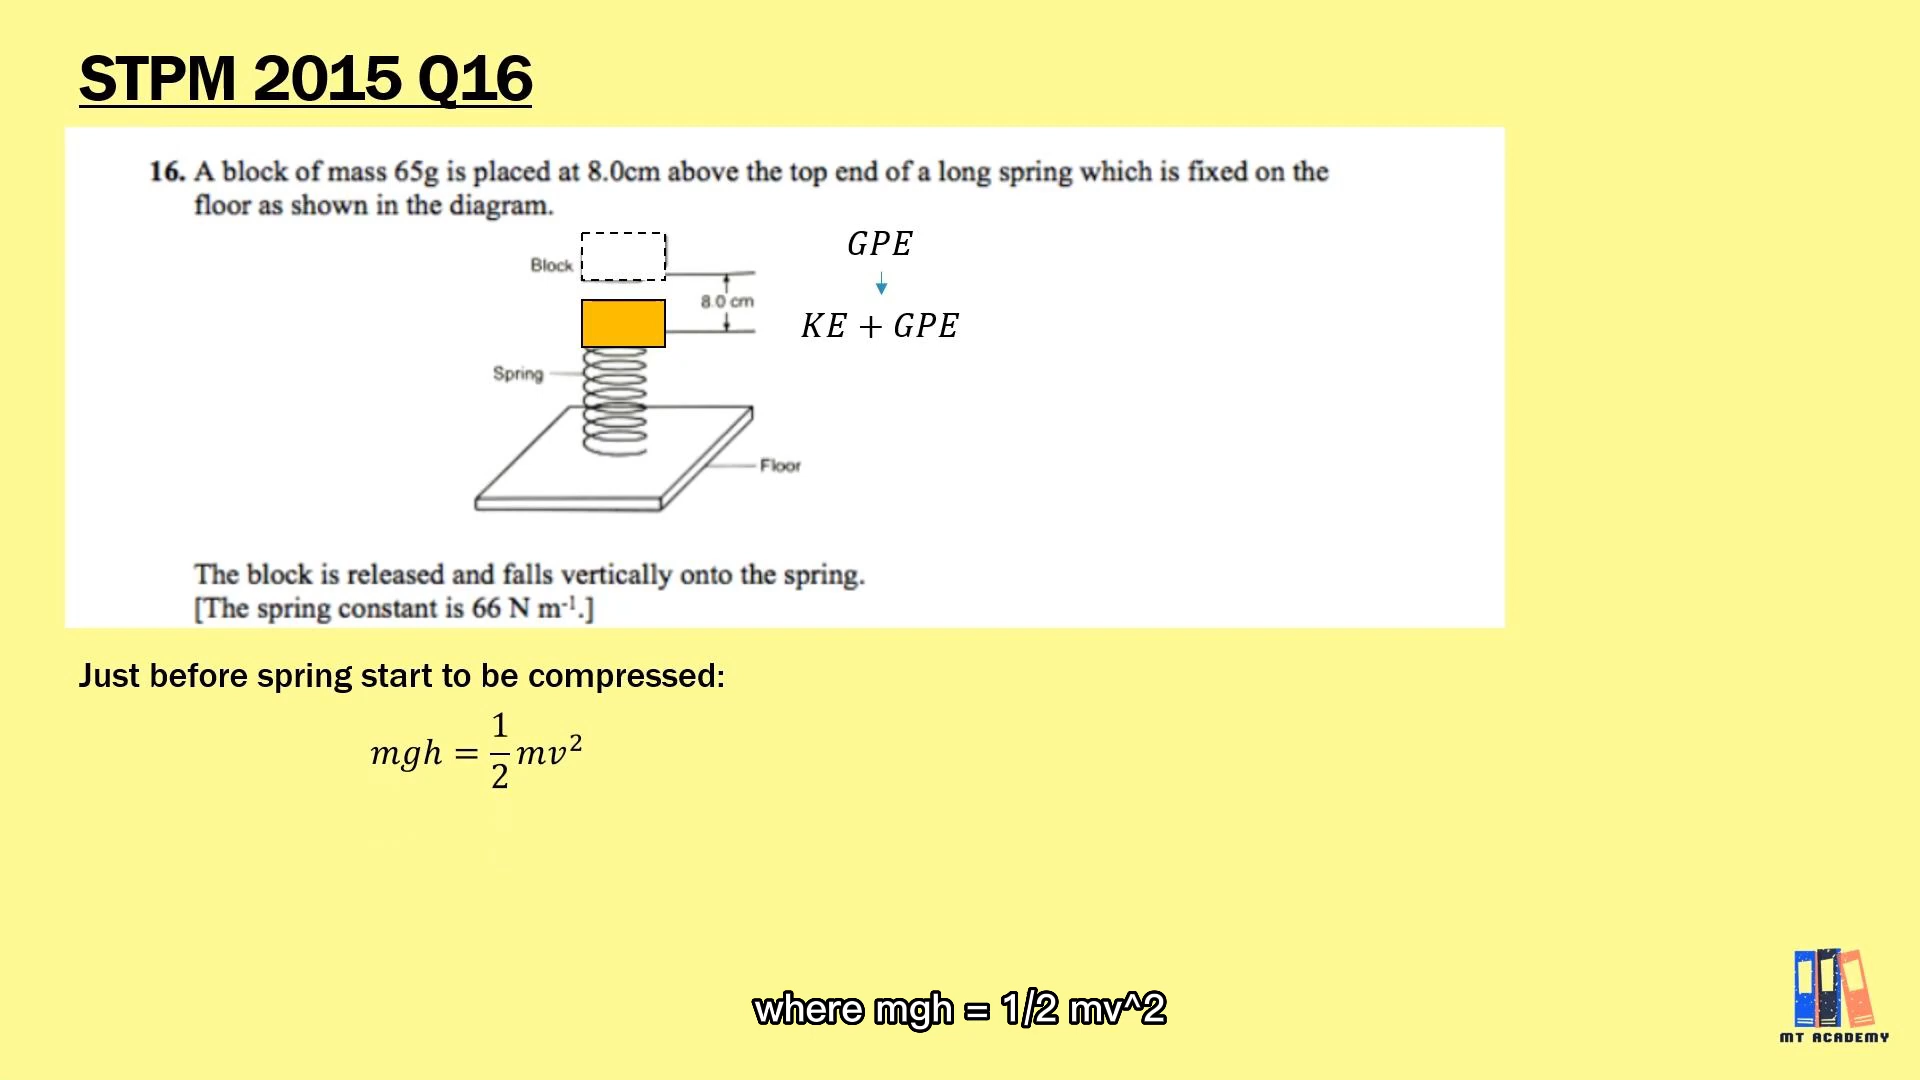 STPM 2015 Q16
16. A block of mass 65g is placed at 8.0cm above the top end of a long spring which is fixed on the
floor as shown in the diagram.
GPE
Block
8.0 cm
KE + GPE
Spring
Floor
The block is released and falls vertically onto the spring.
[The spring constant is 66 N m⁻¹.]
Just before spring start to be compressed:
mgh = 1/2 mv²
where mgh = 1/2 mv^2
MT ACADEMY